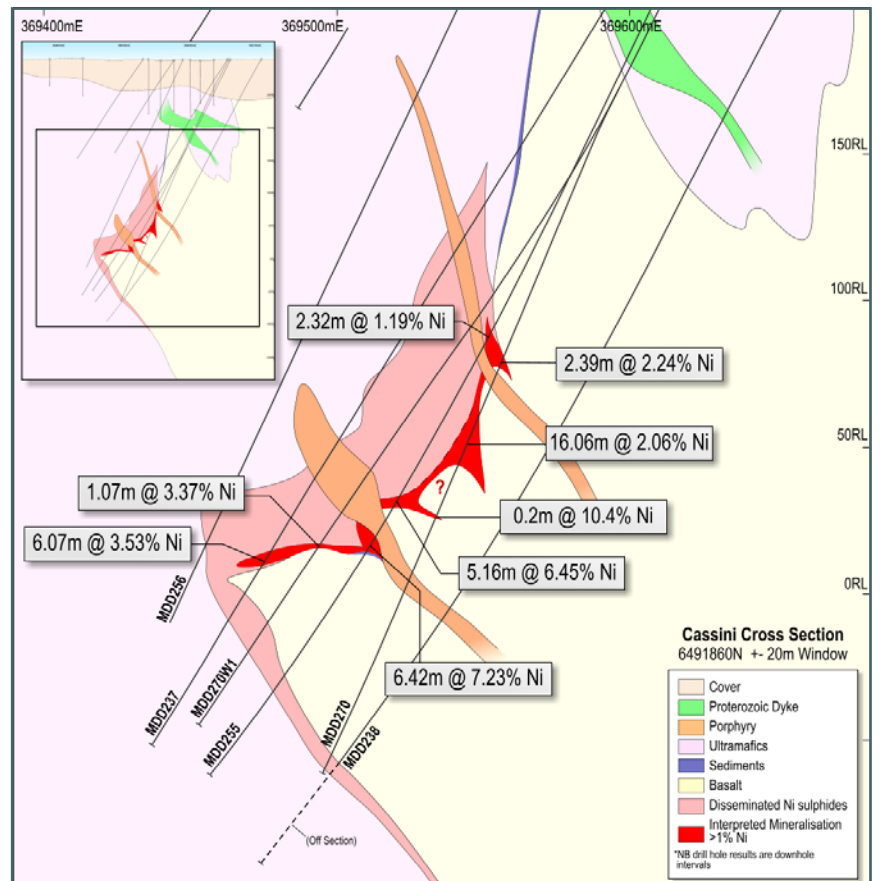 369400mE
369500mE
369600mE
150RL
100RL
2.32m @ 1.19% Ni
2.39m @ 2.24% Ni
50RL
16.06m @ 2.06% Ni
?
1.07m @ 3.37% Ni
0.2m @ 10.4% Ni
6.07m @ 3.53% Ni
5.16m @ 6.45% Ni
0RL
MDD256
6.42m @ 7.23% Ni
MDD237
MDD270W1
MDD255
MDD270
MDD238
(Off Section)
Cassini Cross Section
6491860N +- 20m Window
Cover
Proterozoic Dyke
Porphyry
Ultramafics
Sediments
Basalt
Disseminated Ni sulphides
Interpreted Mineralisation
>1% Ni
*NB drill hole results are downhole
intervals